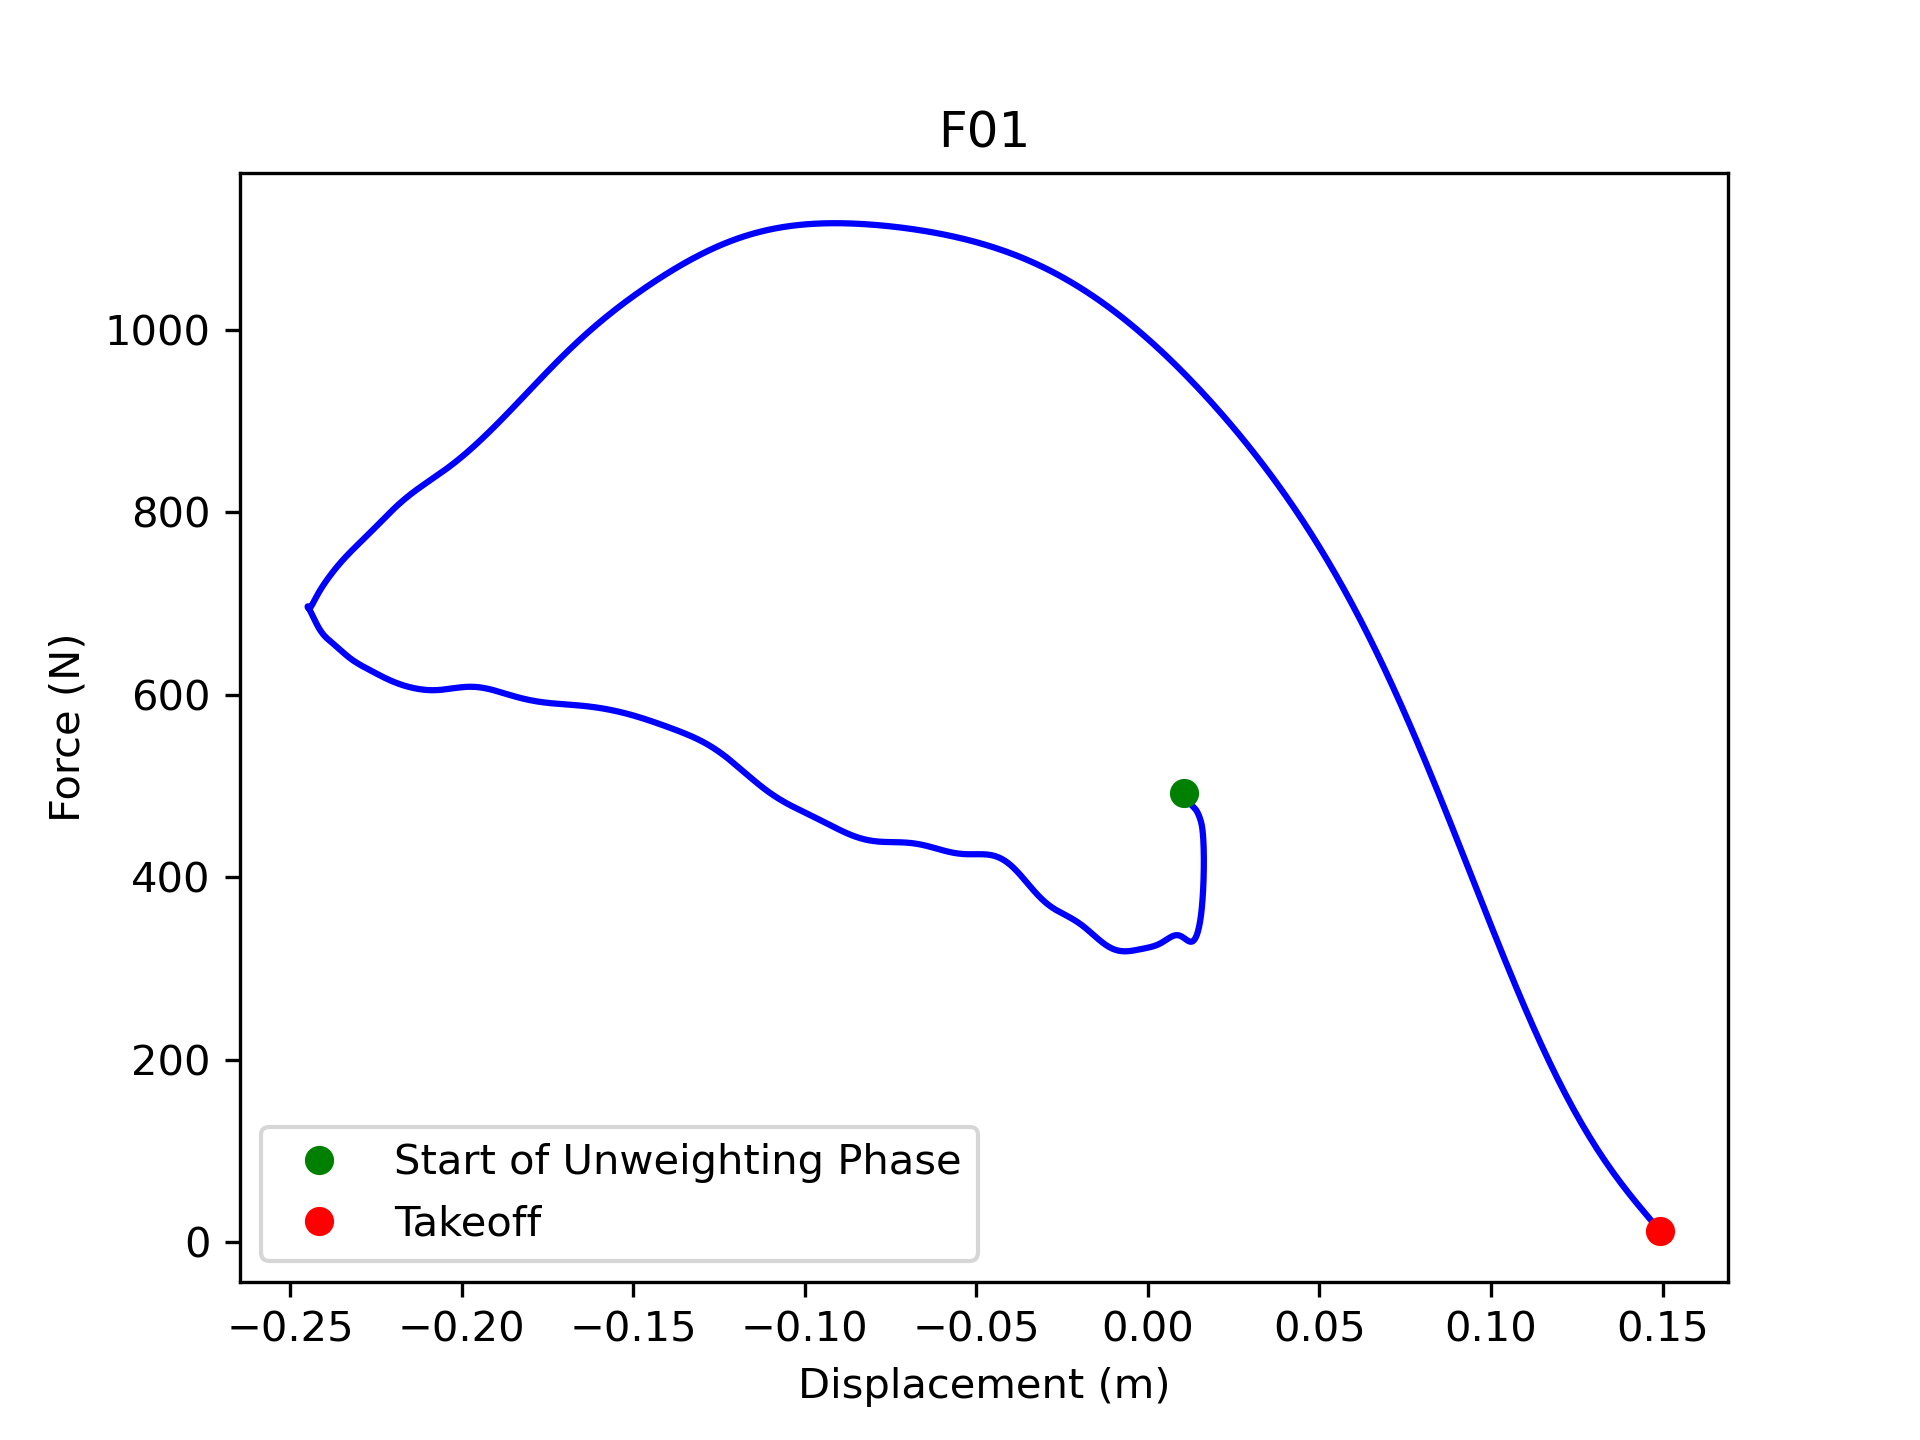 F01
Force (N)
1000
800
600
400
200
0
Start of Unweighting Phase
Takeoff
−0.25 −0.20 −0.15 −0.10 −0.05 0.00 0.05 0.10 0.15
Displacement (m)